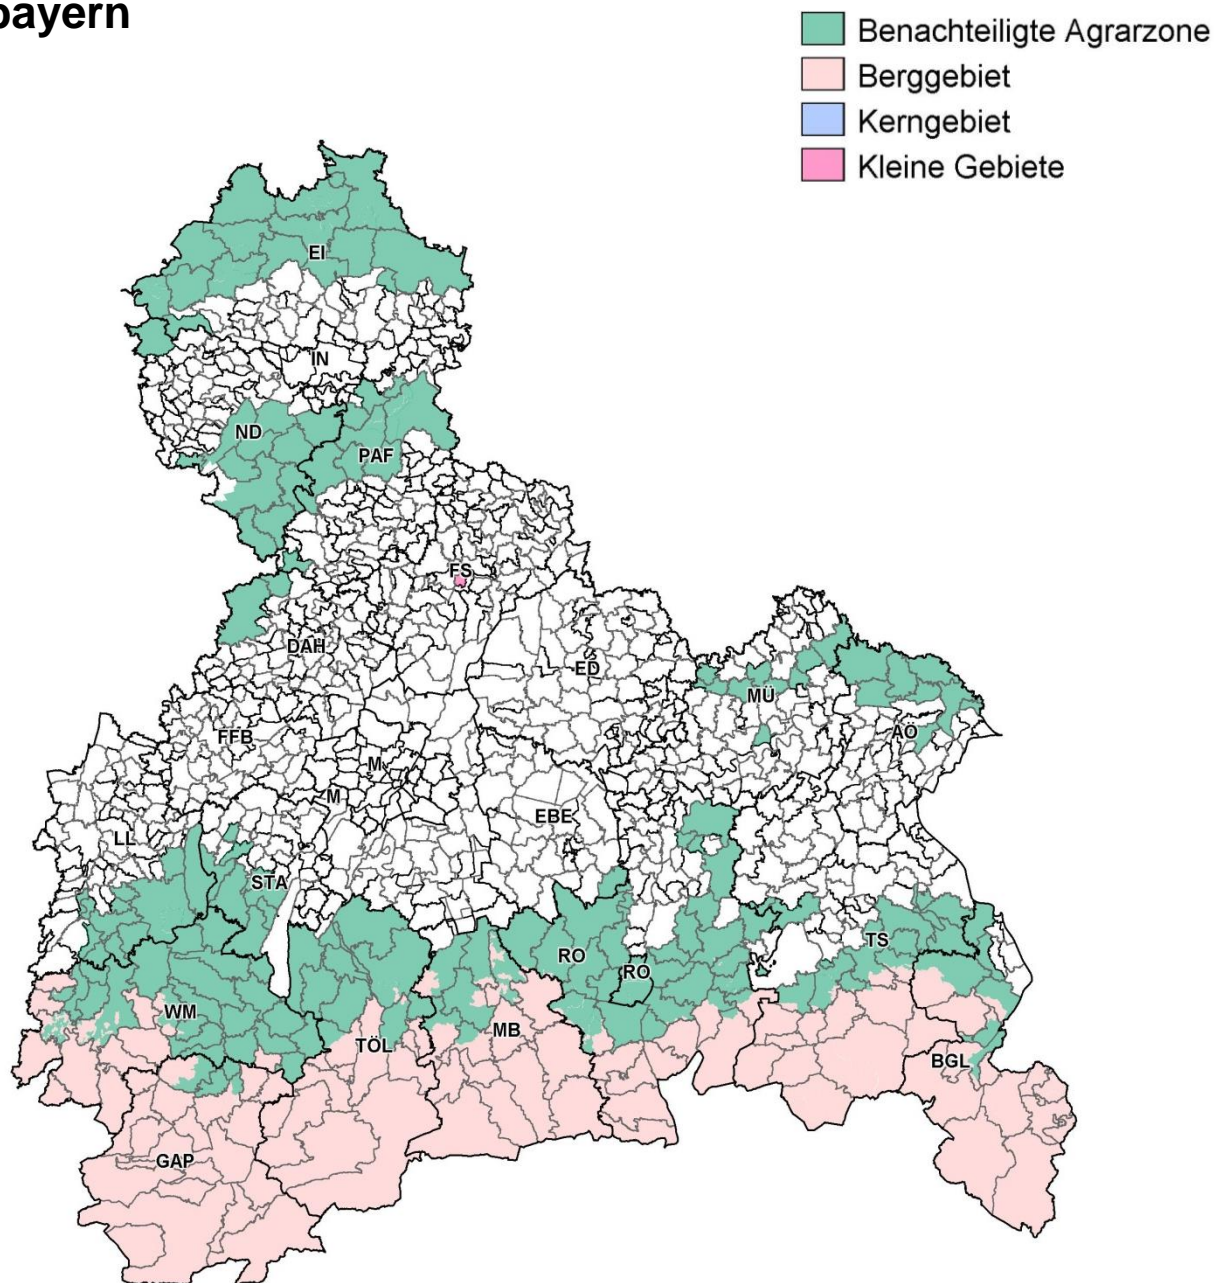 bayern
Benachteiligte Agrarzone
Berggebiet
Kerngebiet
Kleine Gebiete
EI
IN
ND
PAF
FS
DAH
ED
MÜ
AÖ
FFB
M
M
EBE
LL
STA
TS
RO
RO
WM
MB
TÖL
BGL
GAP